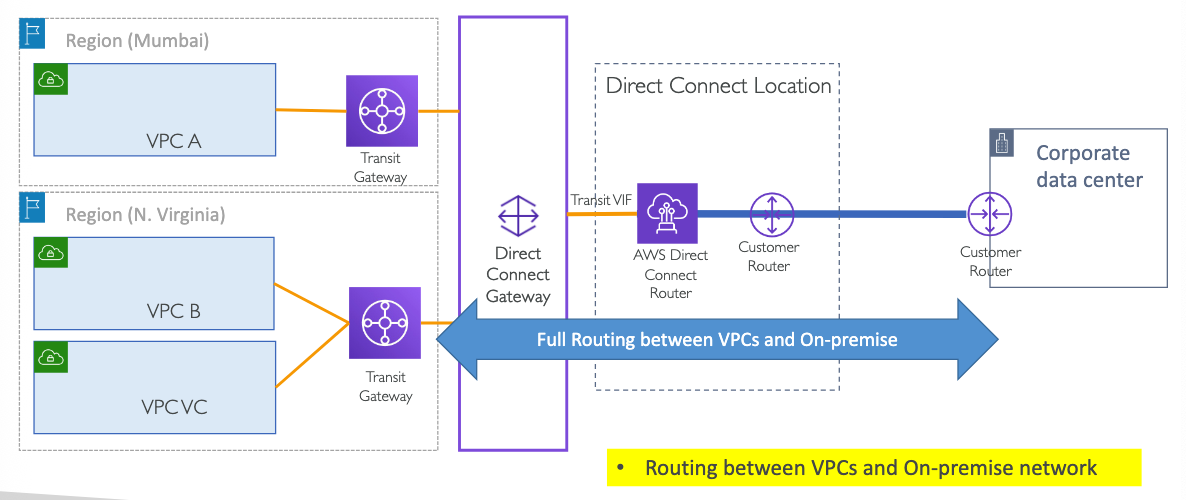 Region (Mumbai)
VPC A
Transit
Gateway
Region (N. Virginia)
VPC B
VPC VC
Transit
Gateway
Direct
Connect
Gateway
Direct Connect Location
Transit VIF
AWS Direct
Connect
Router
Customer
Router
Corporate
data center
Customer
Router
Full Routing between VPCs and On-premise
• Routing between VPCs and On-premise network